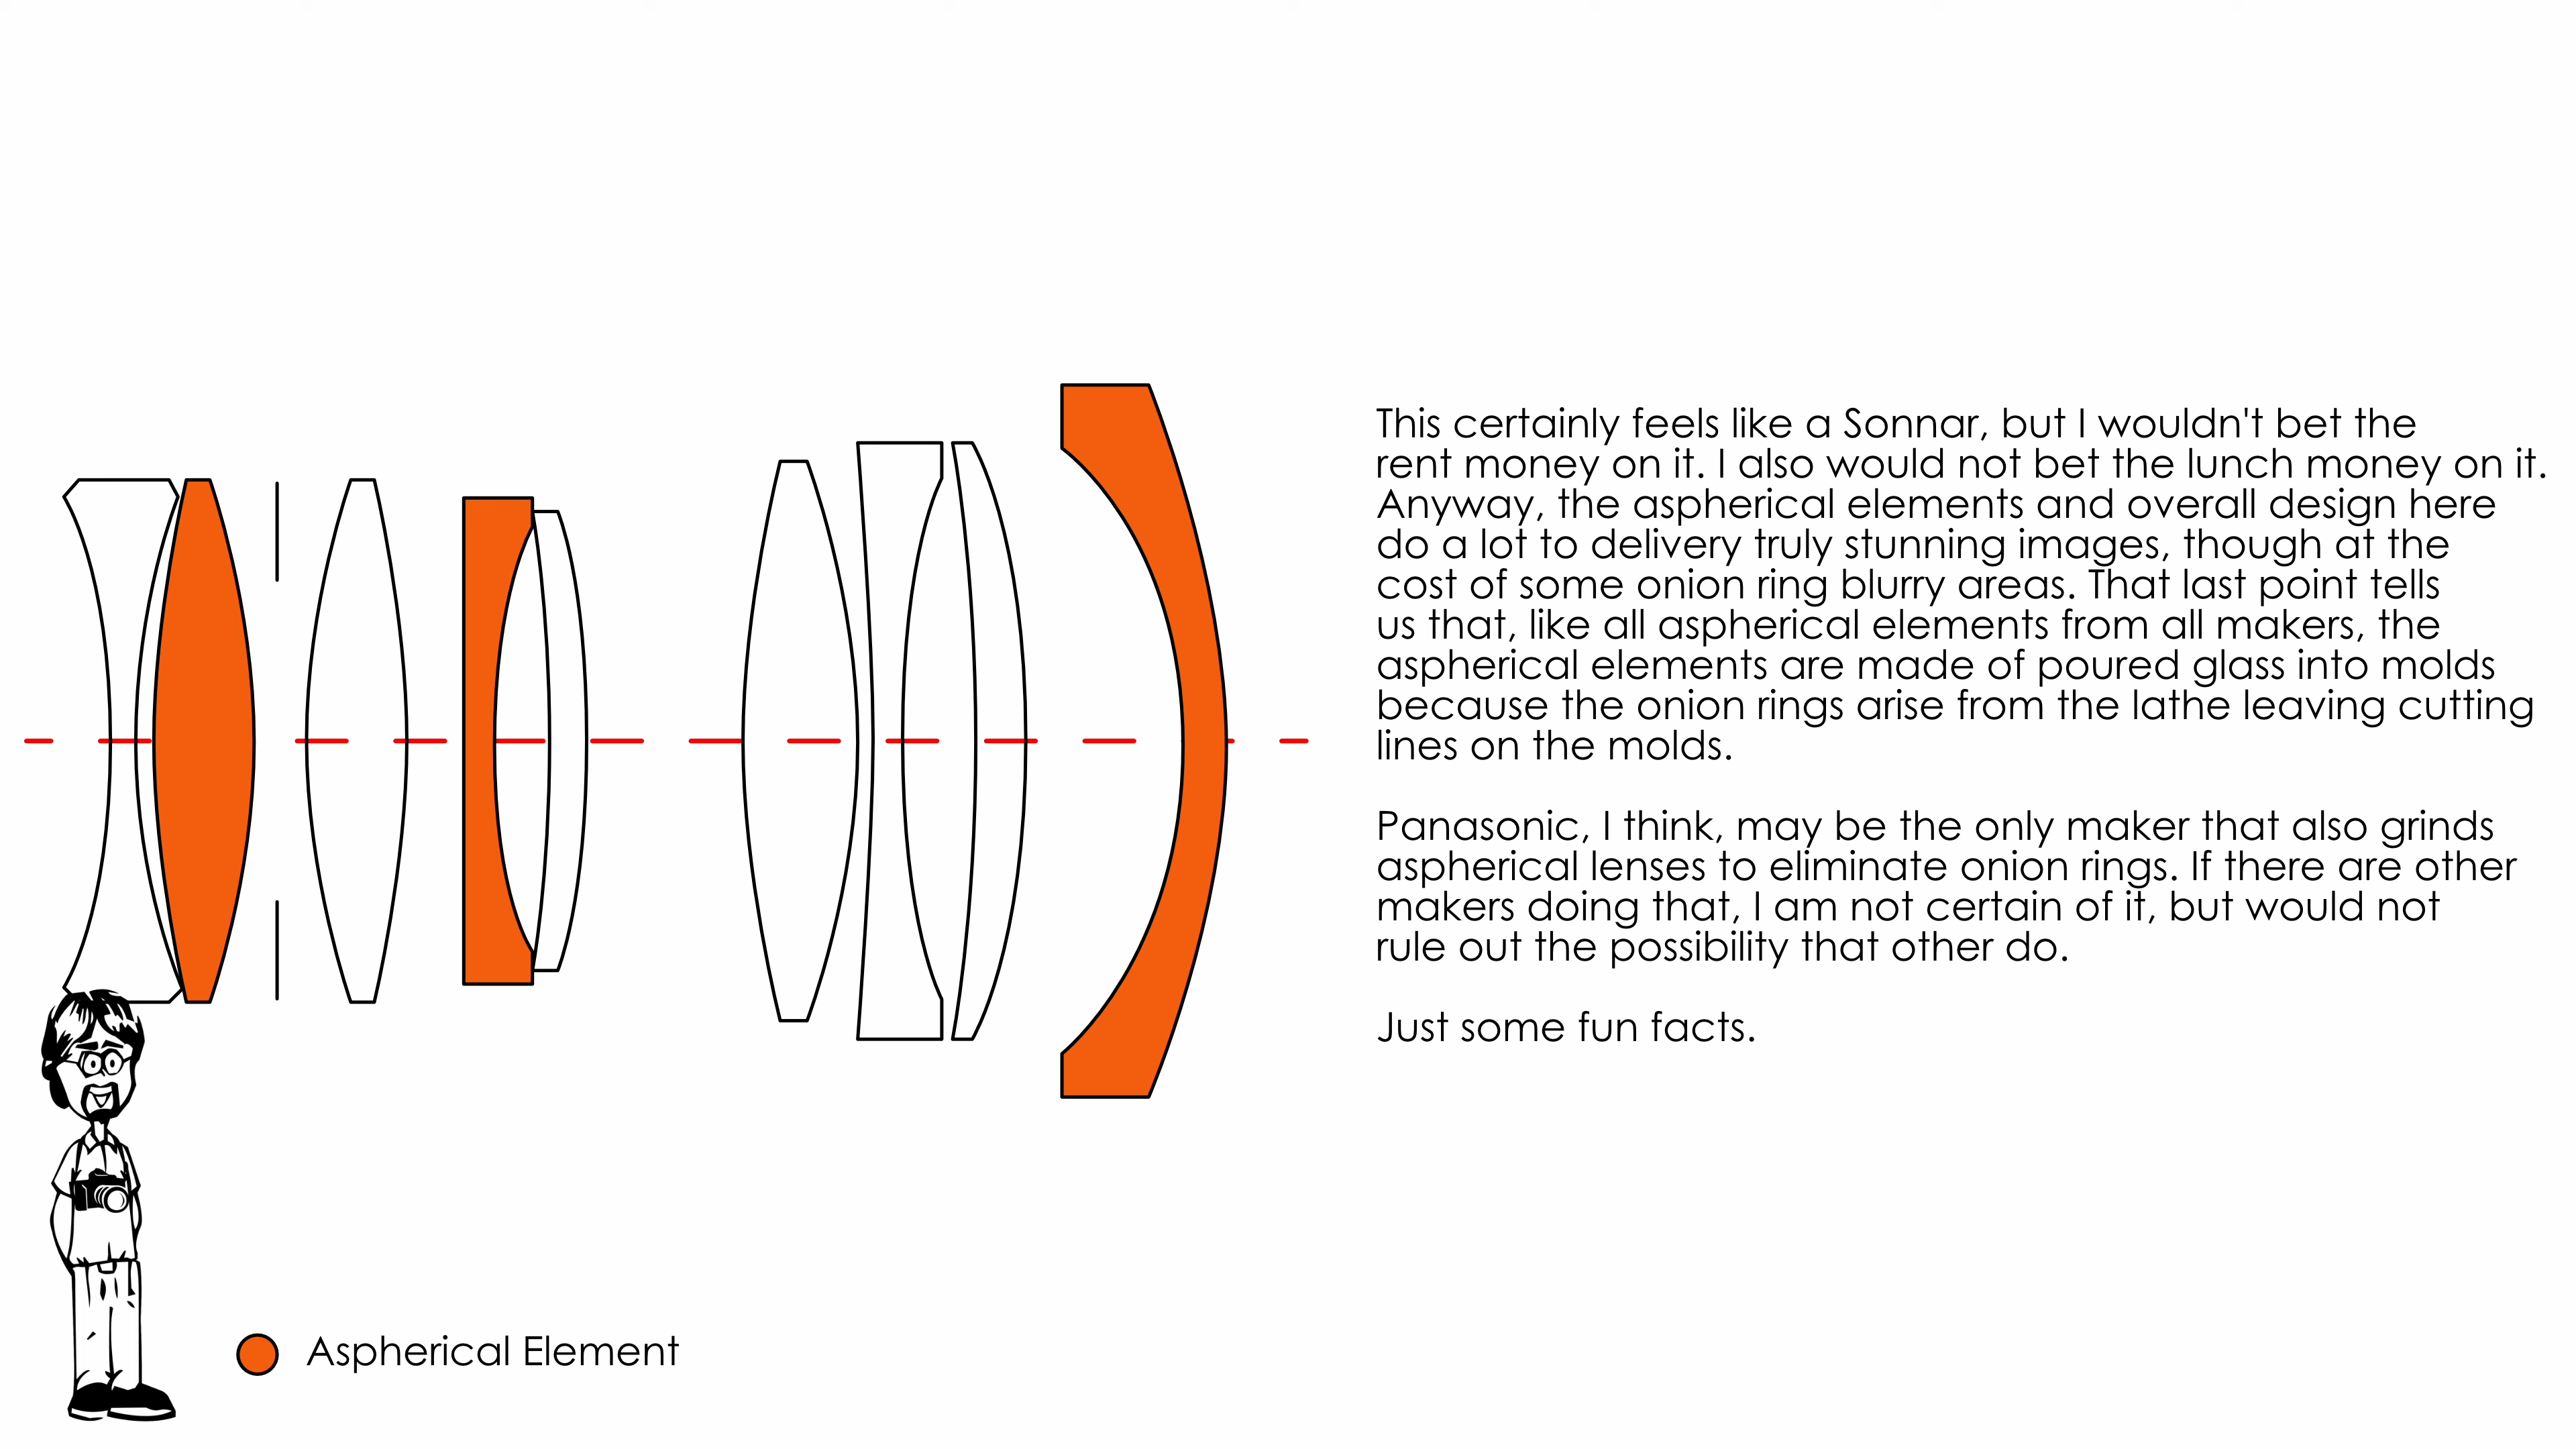 This certainly feels like a Sonnar, but I wouldn't bet the
rent money on it. I also would not bet the lunch money on it.
Anyway, the aspherical elements and overall design here
do a lot to delivery truly stunning images, though at the
cost of some onion ring blurry areas. That last point tells
us that, like all aspherical elements from all makers, the
aspherical elements are made of poured glass into molds
because the onion rings arise from the lathe leaving cutting
lines on the molds.
Panasonic, I think, may be the only maker that also grinds
aspherical lenses to eliminate onion rings. If there are other
makers doing that, I am not certain of it, but would not
rule out the possibility that other do.
Just some fun facts.
Aspherical Element